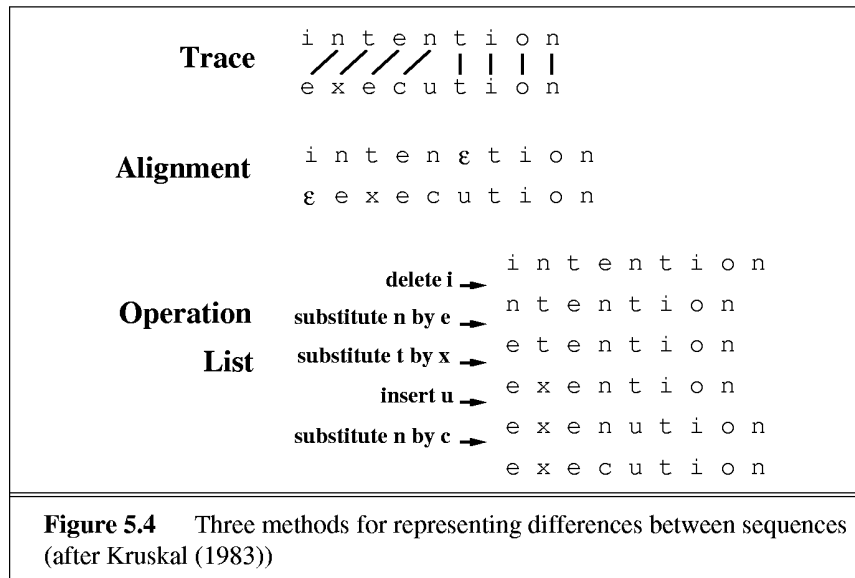 i n t e n t i o n
Trace
e x e c u t i o n
i n t e n ε t i o n
Alignment
ε e x e c u t i o n
i n t e n t i o n
delete i
n t e n t i o n
Operation
substitute n by e
e t e n t i o n
List
substitute t by x
e x e n t i o n
insert u
e x e n u t i o n
substitute n by c
e x e c u t i o n
Figure 5.4 Three methods for representing differences between sequences
(after Kruskal (1983))